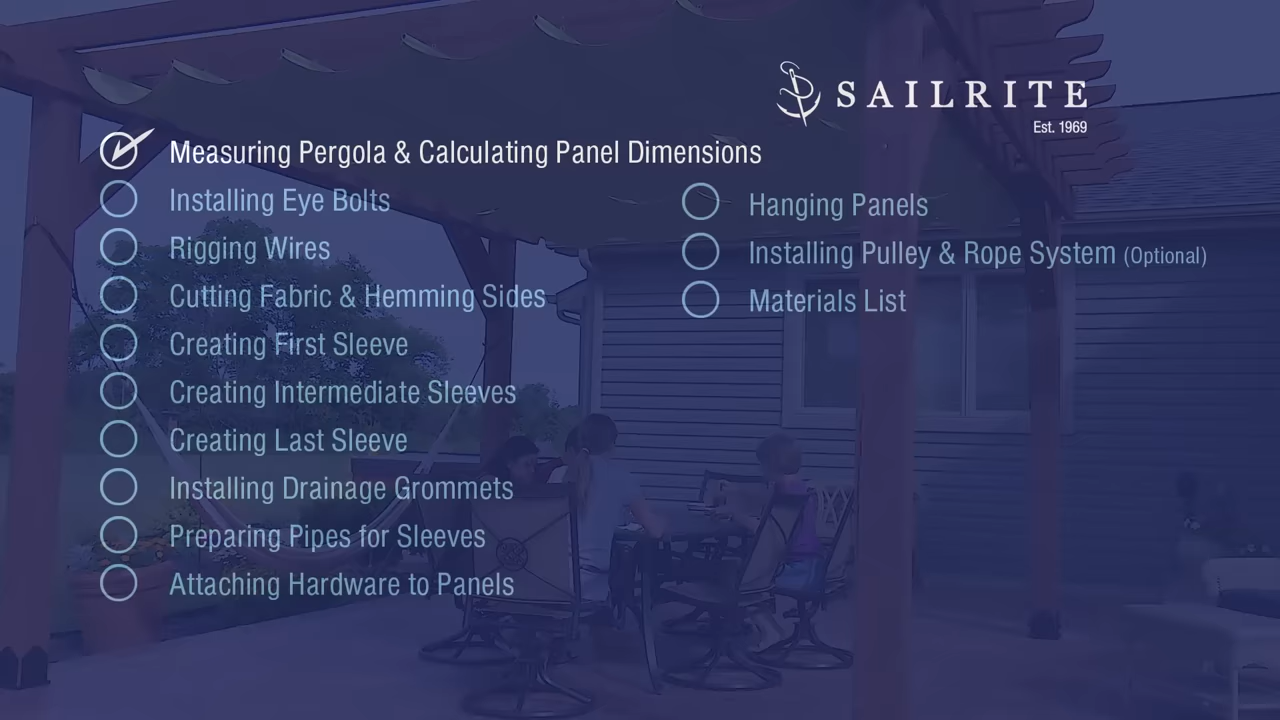 SAILRITE
Est. 1969
Measuring Pergola & Calculating Panel Dimensions
Installing Eye Bolts
Rigging Wires
Cutting Fabric & Hemming Sides
Creating First Sleeve
Creating Intermediate Sleeves
Creating Last Sleeve
Installing Drainage Grommets
Preparing Pipes for Sleeves
Attaching Hardware to Panels
Hanging Panels
Installing Pulley & Rope System (Optional)
Materials List